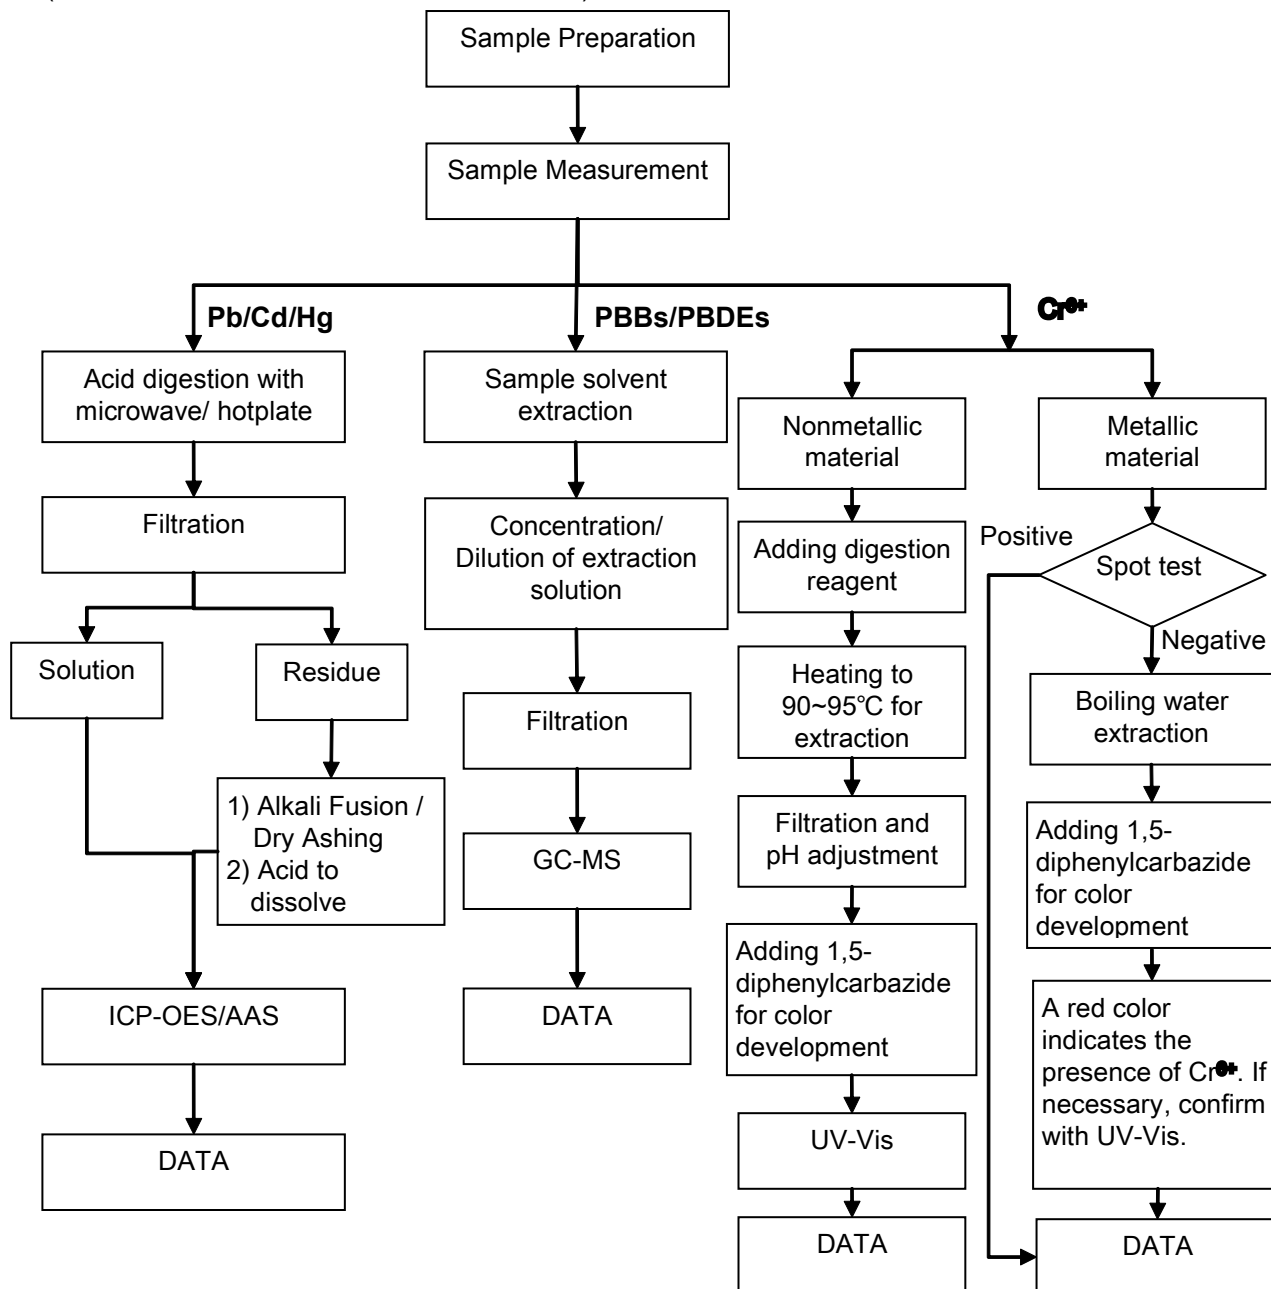 Sample Preparation
Sample Measurement
Pb/Cd/Hg
PBBs/PBDEs
Cr⁶⁺
Acid digestion with
microwave/ hotplate
Filtration
Solution
Residue
1) Alkali Fusion /
Dry Ashing
2) Acid to
dissolve
ICP-OES/AAS
DATA
Sample solvent
extraction
Concentration/
Dilution of extraction
solution
Filtration
GC-MS
DATA
Nonmetallic
material
Adding digestion
reagent
Heating to
90~95℃ for
extraction
Filtration and
pH adjustment
Adding 1,5-
diphenylcarbazide
for color
development
UV-Vis
DATA
Metallic
material
Positive
Spot test
Negative
Boiling water
extraction
Adding 1,5-
diphenylcarbazide
for color
development
A red color
indicates the
presence of Cr⁶⁺. If
necessary, confirm
with UV-Vis.
DATA